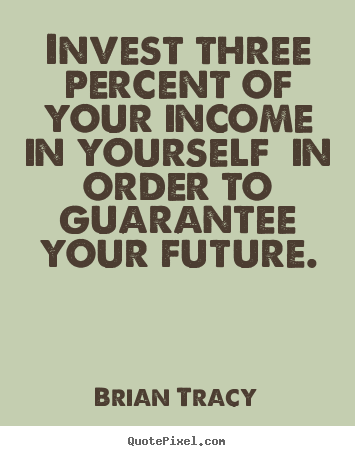 Invest three
percent of
your income
in yourself  in
order to
guarantee
your future.
Brian Tracy
QuotePixel.com